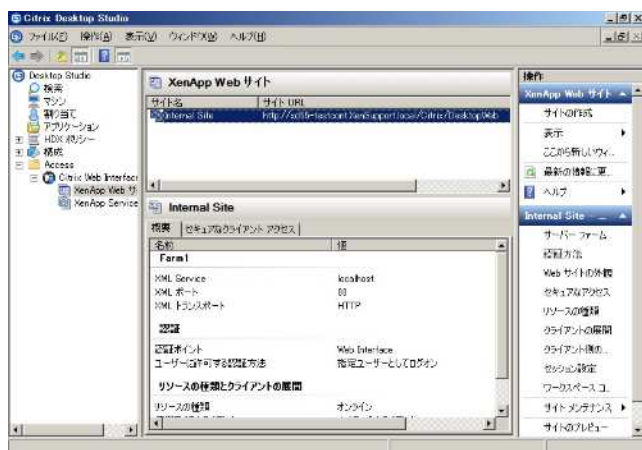 Citrix Desktop Studio
ファイル(F) 操作(A) 表示(V) ウィンドウ(W) ヘルプ(H)
Desktop Studio
検索
マシン
割り当て
アプリケーション
HDX ポリシー
構成
Access
Citrix Web Interfac
XenApp Web サ
XenApp Service
XenApp Web サイト
サイト名 サイト URL
Internal Site http://xd15-testcont.XenSupport.local/Citrix/DesktopWeb
Internal Site
概要 セキュアなクライアント アクセス
名前 値
Farm1
XML Service localhost
XML ポート 80
XML トランスポート HTTP
認証
認証ポイント Web Interface
ユーザーに許可する認証方法 指定ユーザーとしてログオン
リソースの種類とクライアントの展開
リソースの種類 オンライン
操作
XenApp Web サイト
サイトの作成
表示
ここから新しいウィ...
最新の情報に更...
ヘルプ
Internal Site
サーバー ファーム
認証方法
Web サイトの外観
セキュアなアクセス
リソースの種類
クライアントの展開
クライアント側の...
セッション設定
ワークスペース コ...
サイト メンテナンス
サイトのプレビュー